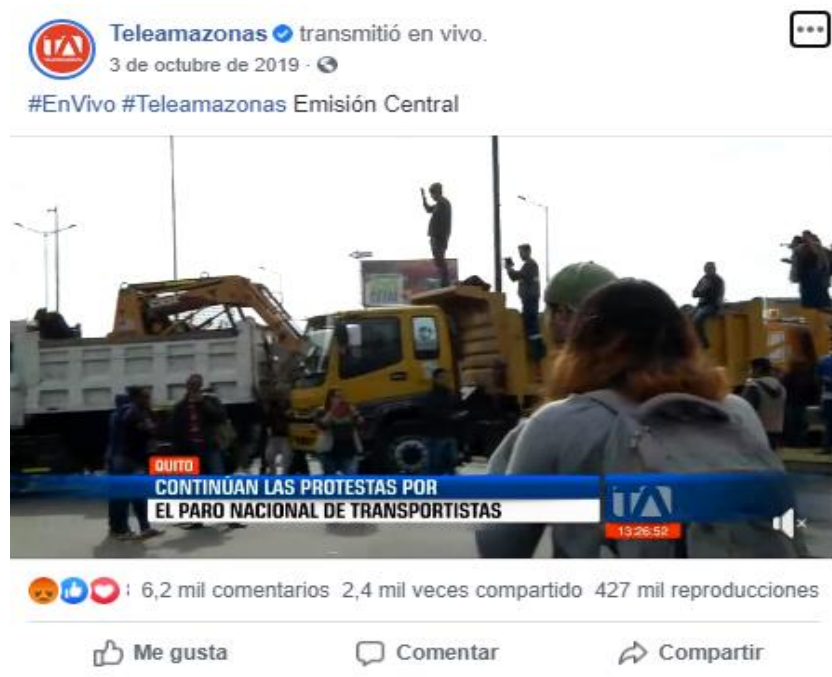 Teleamazonas transmitió en vivo.
3 de octubre de 2019 ·
#EnVivo #Teleamazonas Emisión Central
QUITO
CONTINÚAN LAS PROTESTAS POR
EL PARO NACIONAL DE TRANSPORTISTAS
13:26:52
6,2 mil comentarios 2,4 mil veces compartido 427 mil reproducciones
Me gusta Comentar Compartir